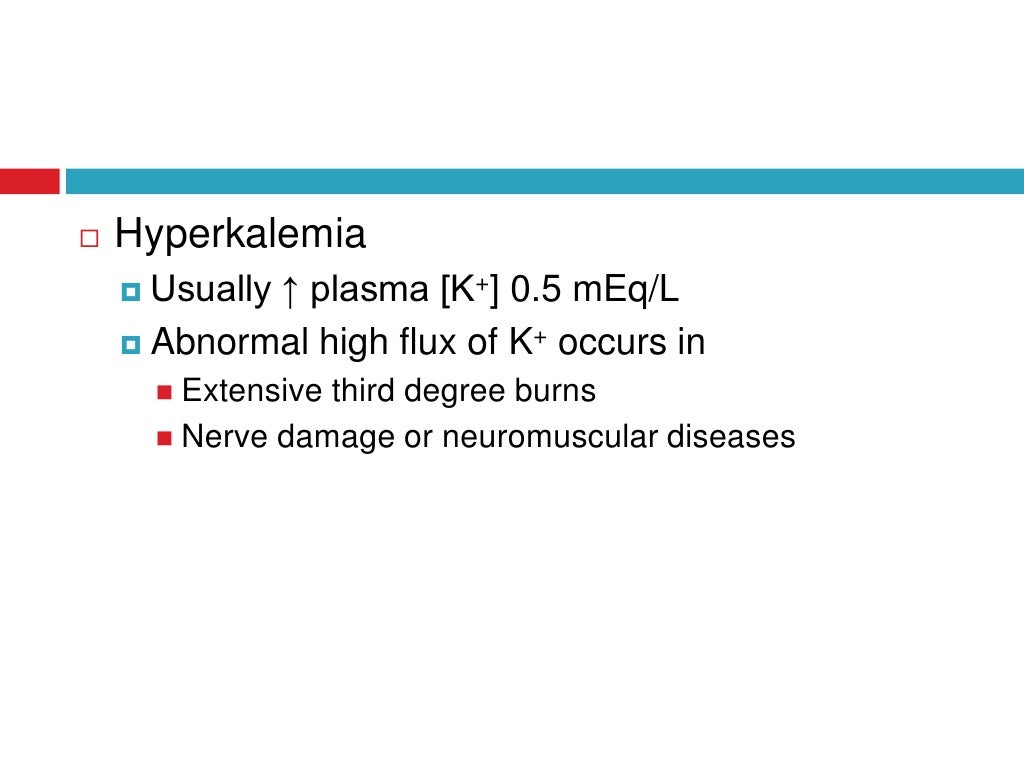 Hyperkalemia
Usually ↑ plasma [K⁺] 0.5 mEq/L
Abnormal high flux of K⁺ occurs in
Extensive third degree burns
Nerve damage or neuromuscular diseases